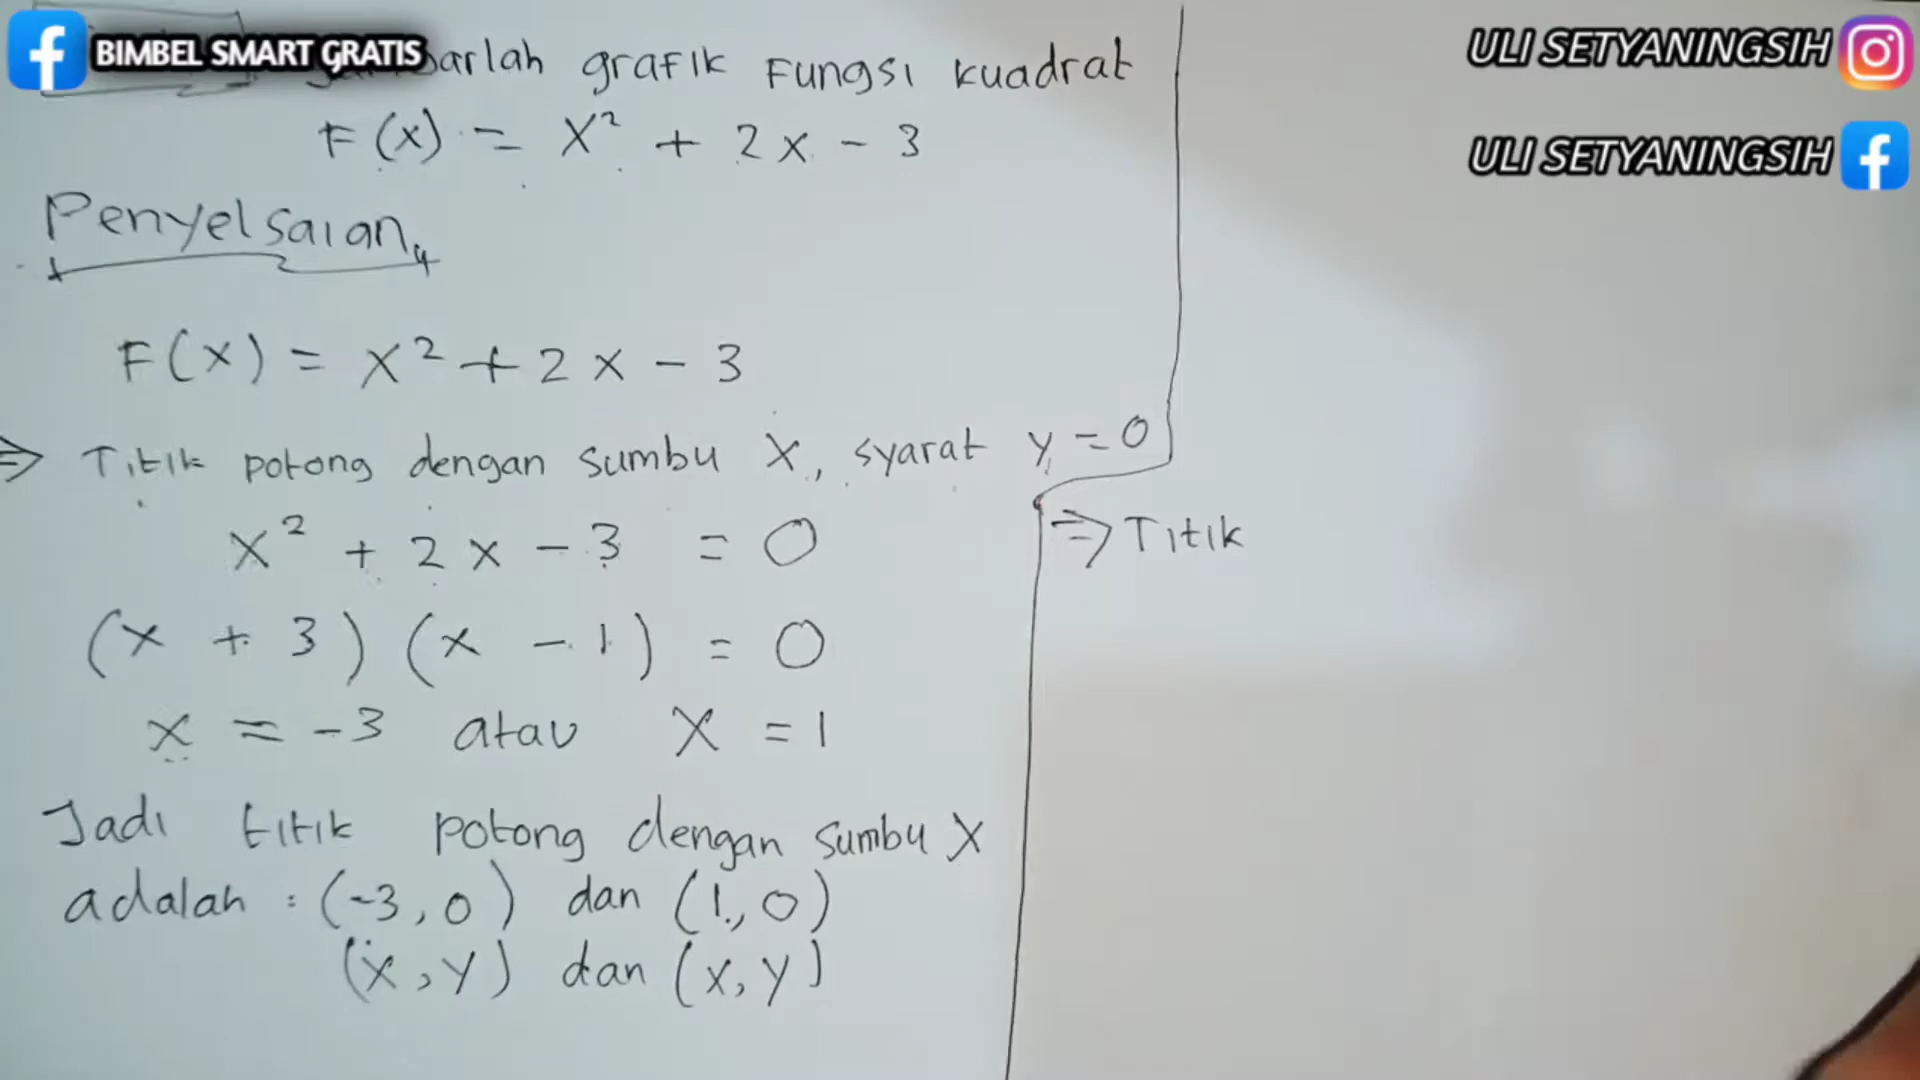 BIMBEL SMART GRATIS
ULI SETYANINGSIH
ULI SETYANINGSIH
grafik Fungsi kuadrat
F(x) = x² + 2x - 3
Penyelsaian
F(x) = x² + 2x - 3
⇒ Titik potong dengan sumbu X, syarat y = 0
x² + 2x - 3 = 0
(x + 3) (x - 1) = 0
x = -3 atau x = 1
Jadi titik potong dengan sumbu X
adalah : (-3, 0) dan (1, 0)
(x, y) dan (x, y)
⇒ Titik